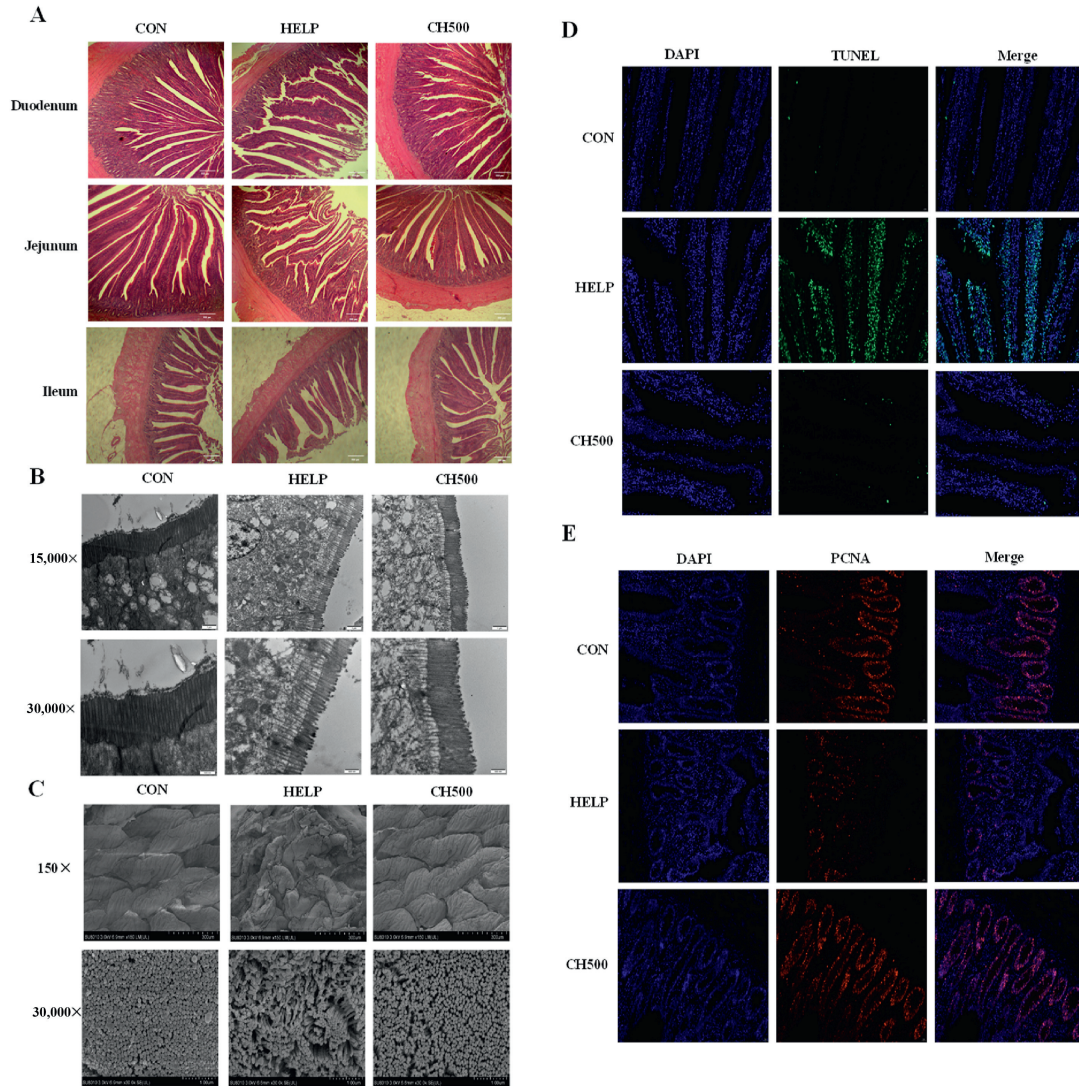 A
CON HELP CH500
Duodenum
Jejunum
Ileum
B
CON HELP CH500
15,000×
30,000×
C
CON HELP CH500
150×
30,000×
D
DAPI TUNEL Merge
CON
HELP
CH500
E
DAPI PCNA Merge
CON
HELP
CH500